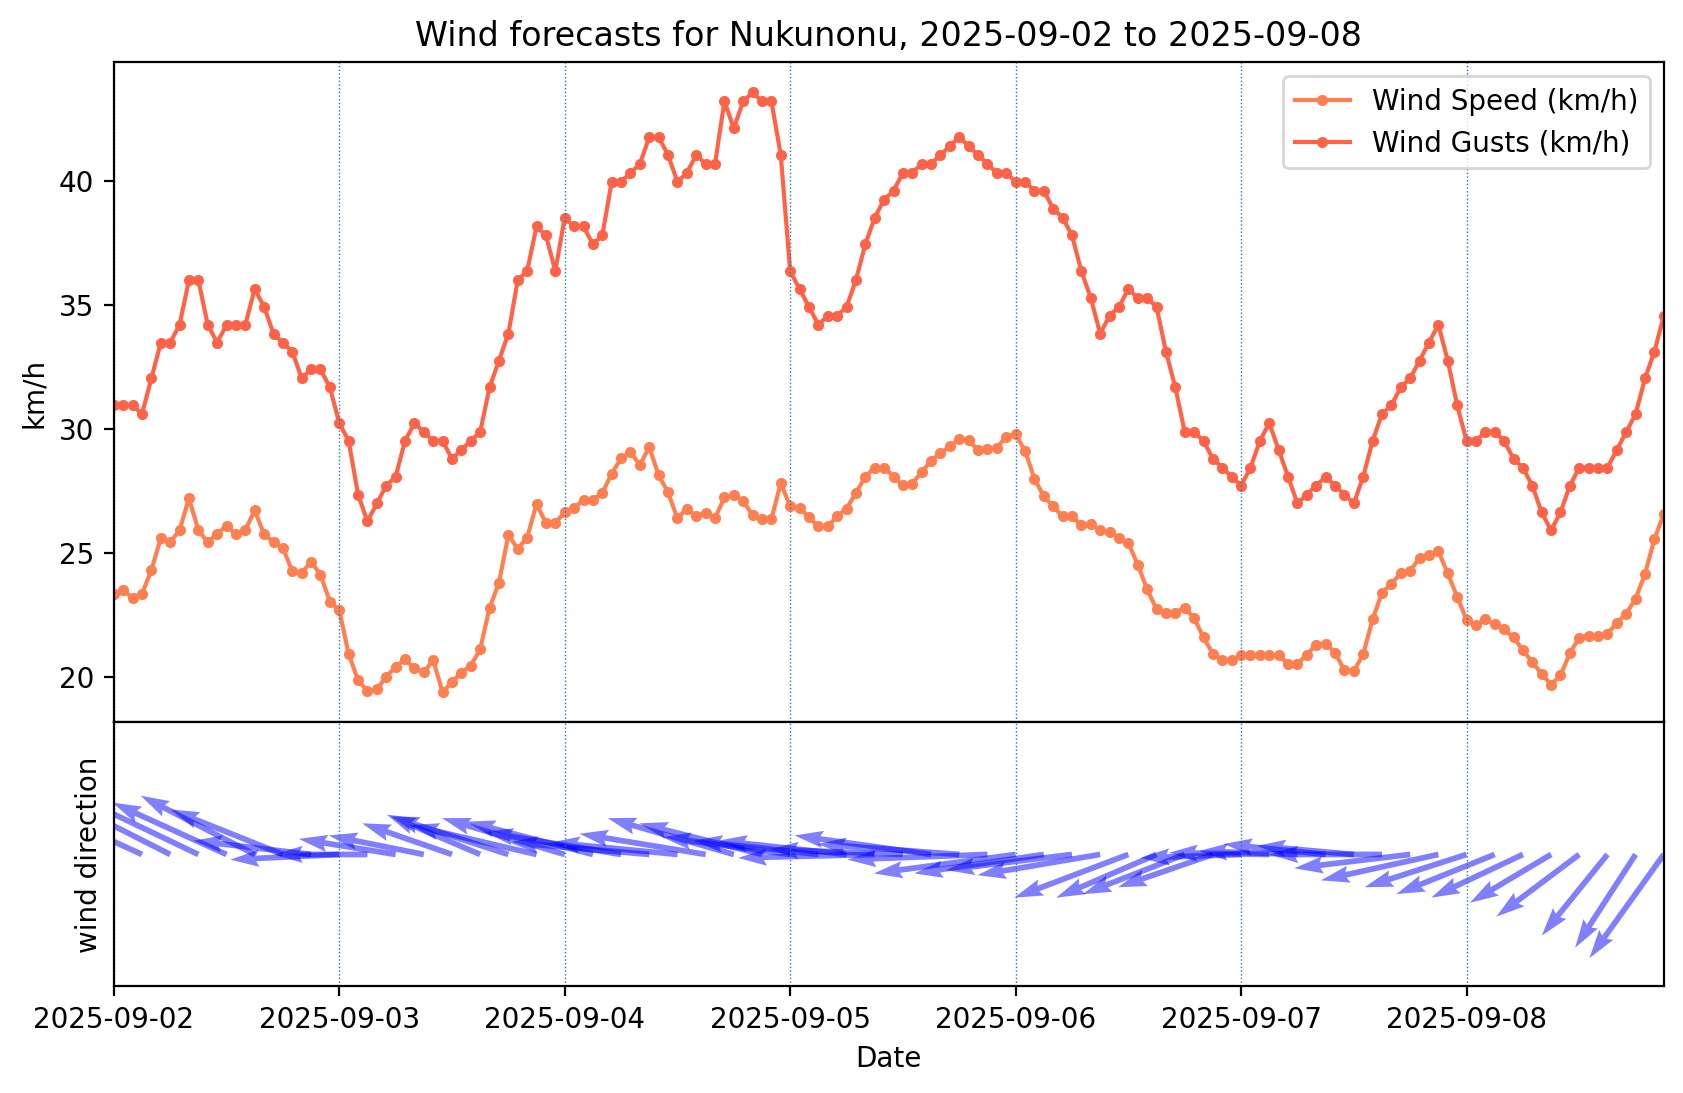 Wind forecasts for Nukunonu, 2025-09-02 to 2025-09-08
Wind Speed (km/h)
Wind Gusts (km/h)
km/h
40
35
30
25
20
wind direction
2025-09-02 2025-09-03 2025-09-04 2025-09-05 2025-09-06 2025-09-07 2025-09-08
Date